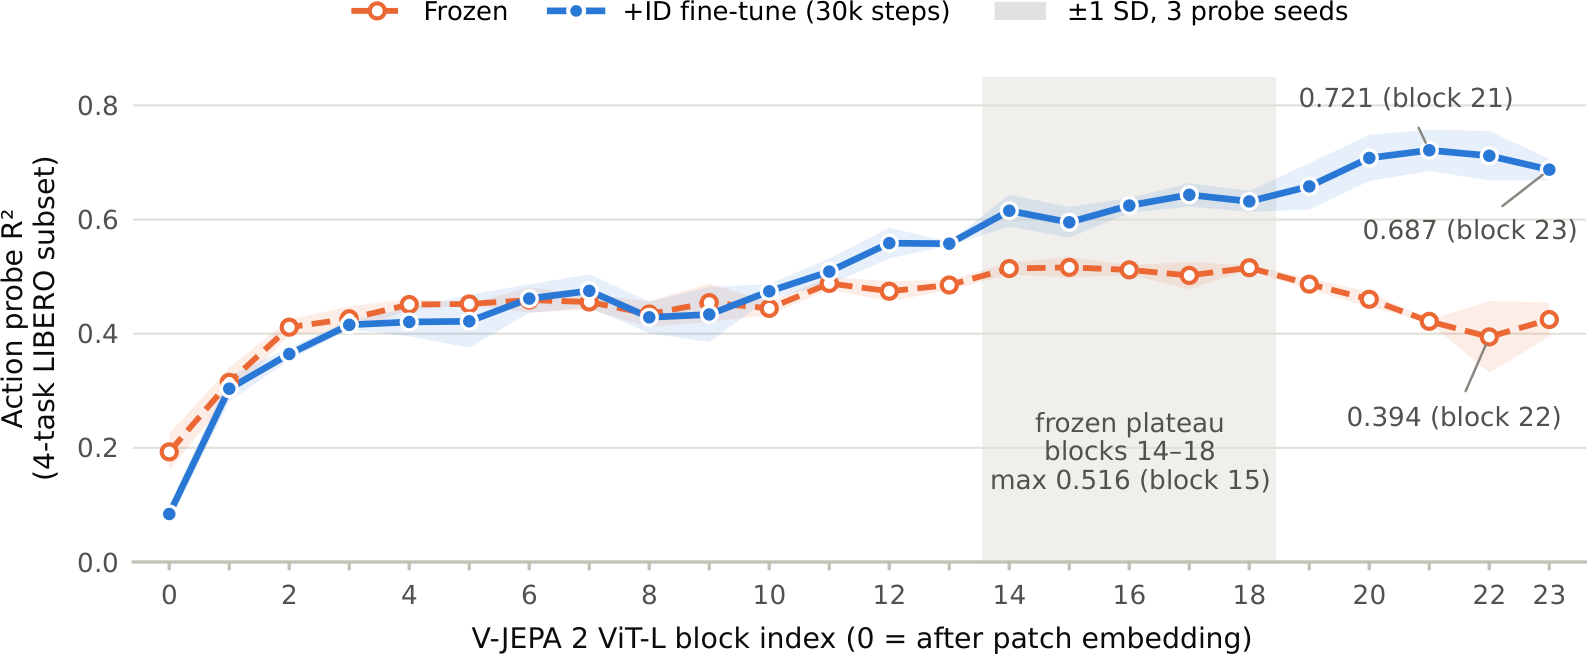 Frozen
+ID fine-tune (30k steps)
±1 SD, 3 probe seeds
Action probe R²
(4-task LIBERO subset)
0.8
0.6
0.4
0.2
0.0
0.721 (block 21)
0.687 (block 23)
0.394 (block 22)
frozen plateau
blocks 14–18
max 0.516 (block 15)
0 2 4 6 8 10 12 14 16 18 20 22 23
V-JEPA 2 ViT-L block index (0 = after patch embedding)